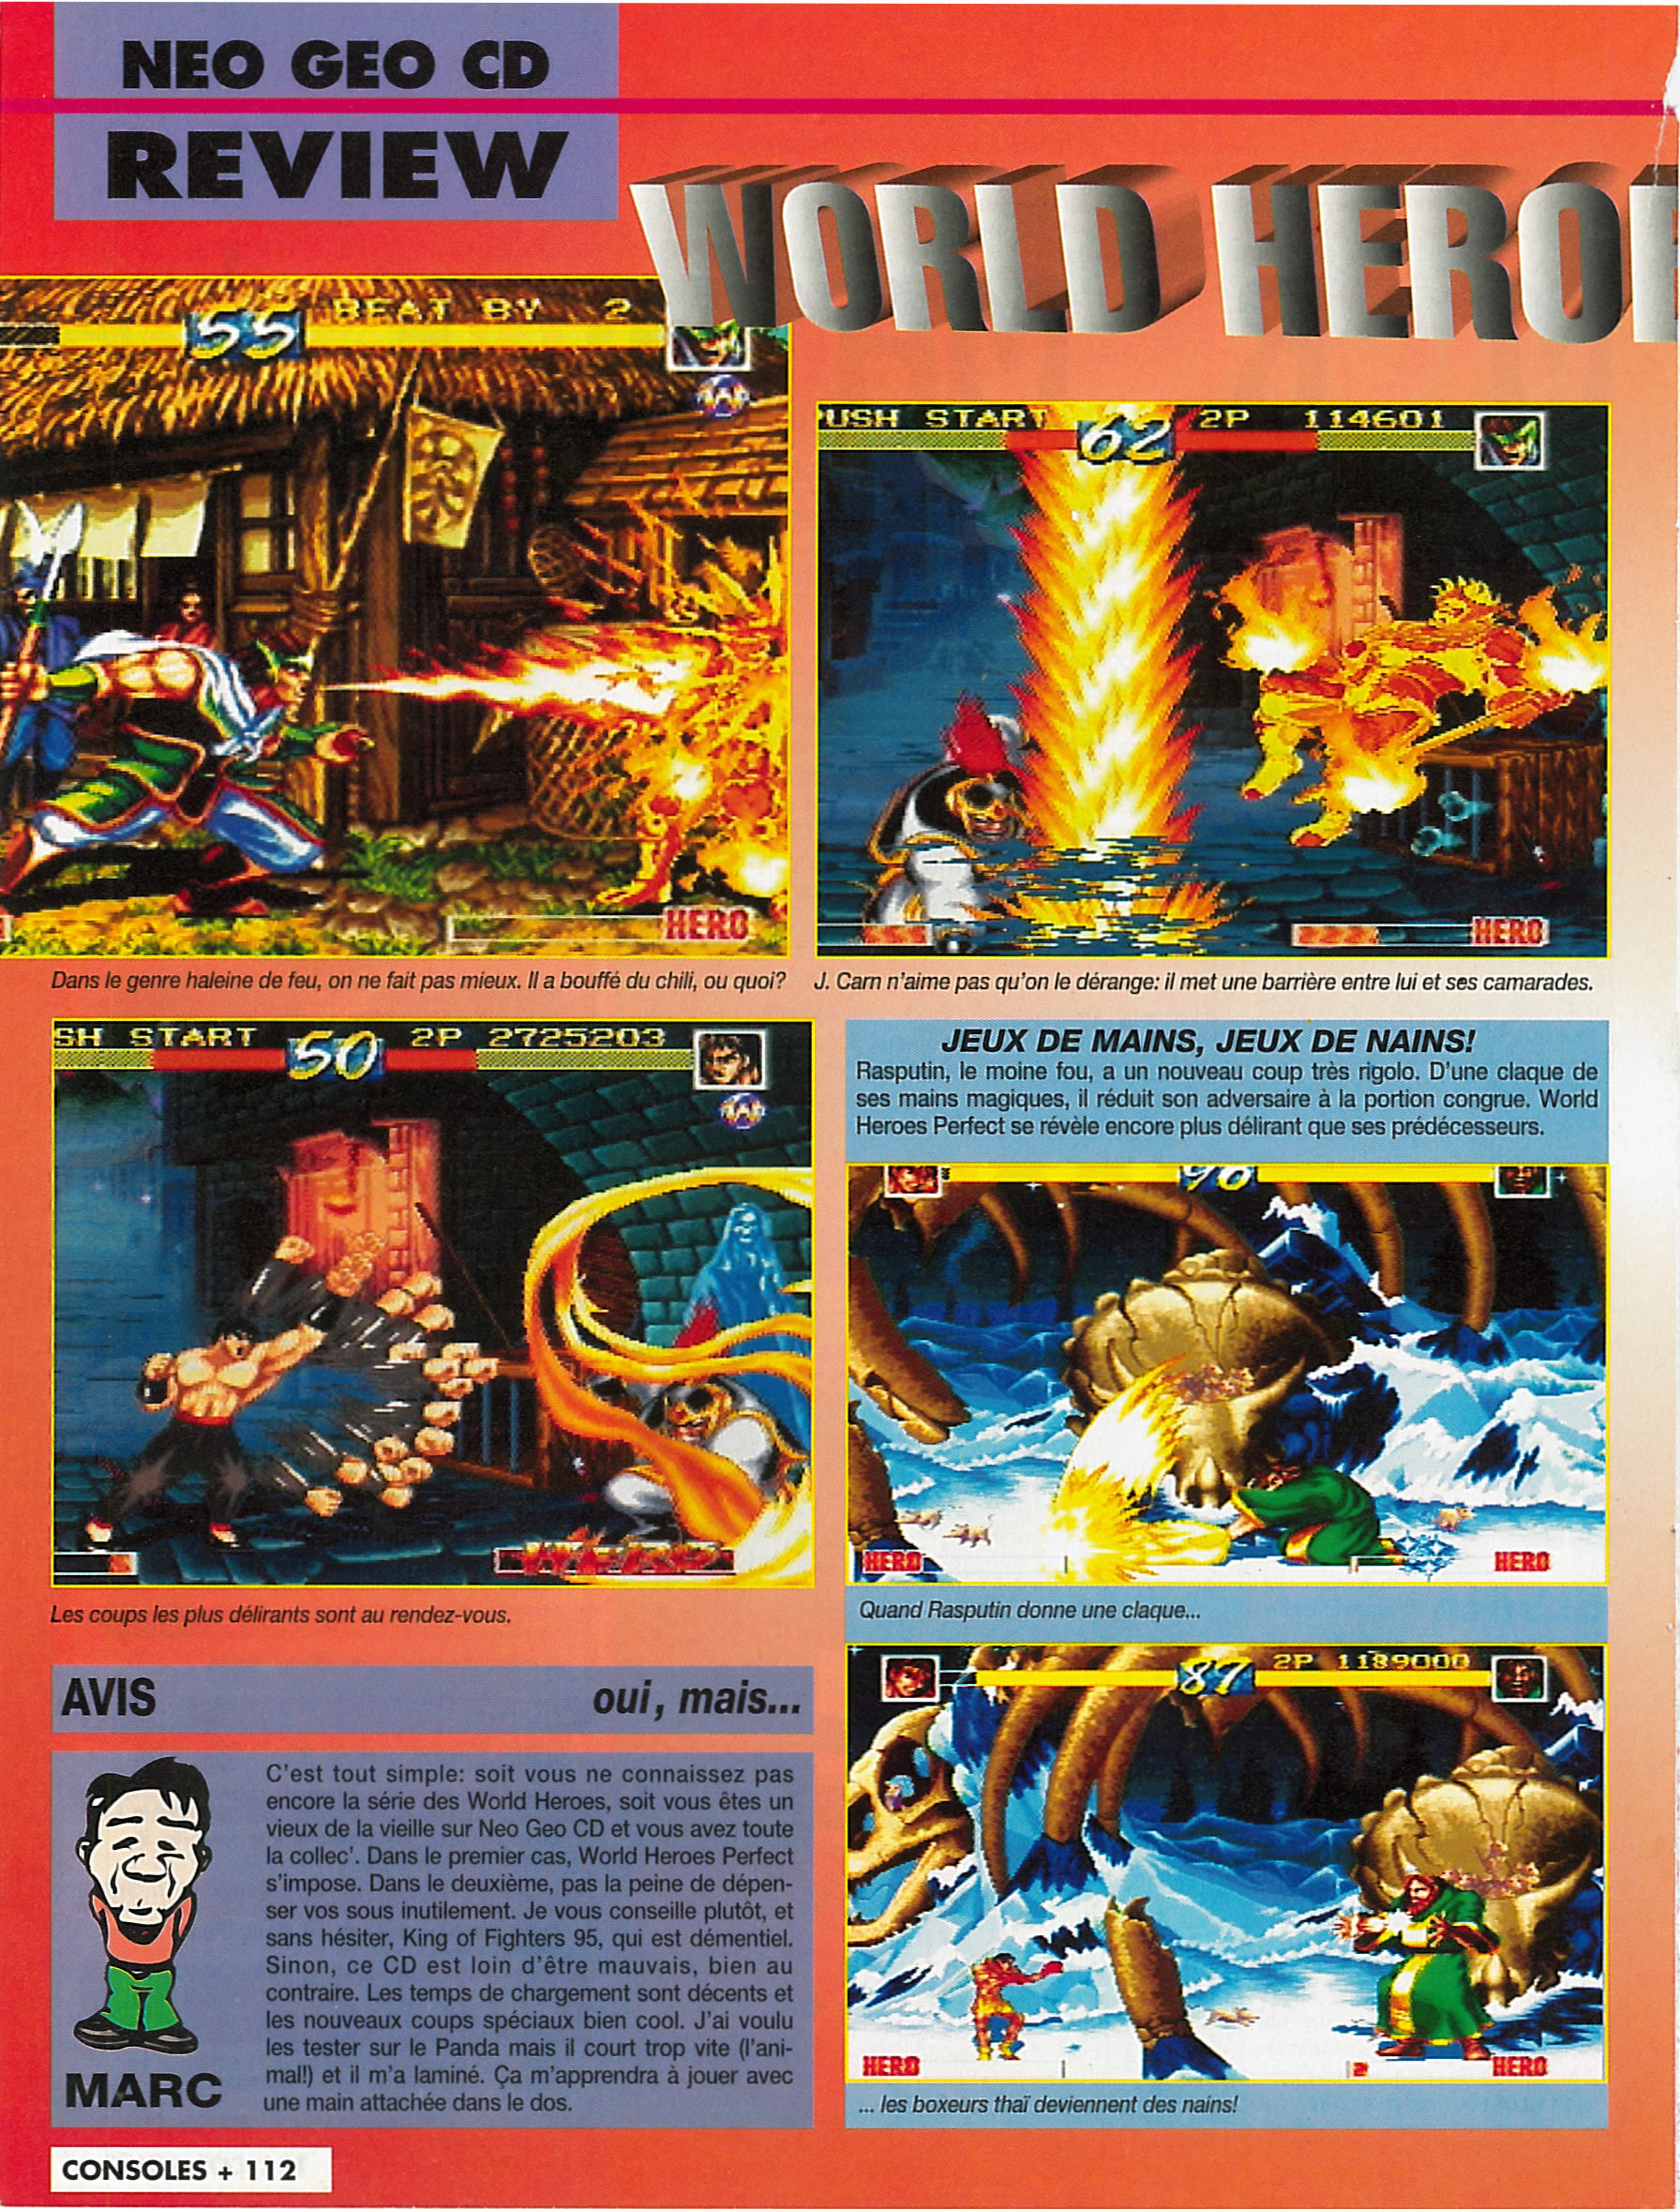 NEO GEO CD
REVIEW
WORLD HEROE
55 BEAT BY 2
HERO
Dans le genre haleine de feu, on ne fait pas mieux. Il a bouffé du chili, ou quoi?
USH START 62 2P 114601
HERO
J. Carn n'aime pas qu'on le dérange: il met une barrière entre lui et ses camarades.
SH START 50 2P 2725203
HERO
Les coups les plus délirants sont au rendez-vous.
JEUX DE MAINS, JEUX DE NAINS!
Rasputin, le moine fou, a un nouveau coup très rigolo. D'une claque de
ses mains magiques, il réduit son adversaire à la portion congrue. World
Heroes Perfect se révèle encore plus délirant que ses prédécesseurs.
HERO HERO
Quand Rasputin donne une claque...
87 2P 1189000
HERO HERO
... les boxeurs thaï deviennent des nains!
AVIS oui, mais...
C'est tout simple: soit vous ne connaissez pas
encore la série des World Heroes, soit vous êtes un
vieux de la vieille sur Neo Geo CD et vous avez toute
la collec'. Dans le premier cas, World Heroes Perfect
s'impose. Dans le deuxième, pas la peine de dépen-
ser vos sous inutilement. Je vous conseille plutôt, et
sans hésiter, King of Fighters 95, qui est démentiel.
Sinon, ce CD est loin d'être mauvais, bien au
contraire. Les temps de chargement sont décents et
les nouveaux coups spéciaux bien cool. J'ai voulu
les tester sur le Panda mais il court trop vite (l'ani-
mal!) et il m'a laminé. Ça m'apprendra à jouer avec
une main attachée dans le dos.
MARC
CONSOLES + 112